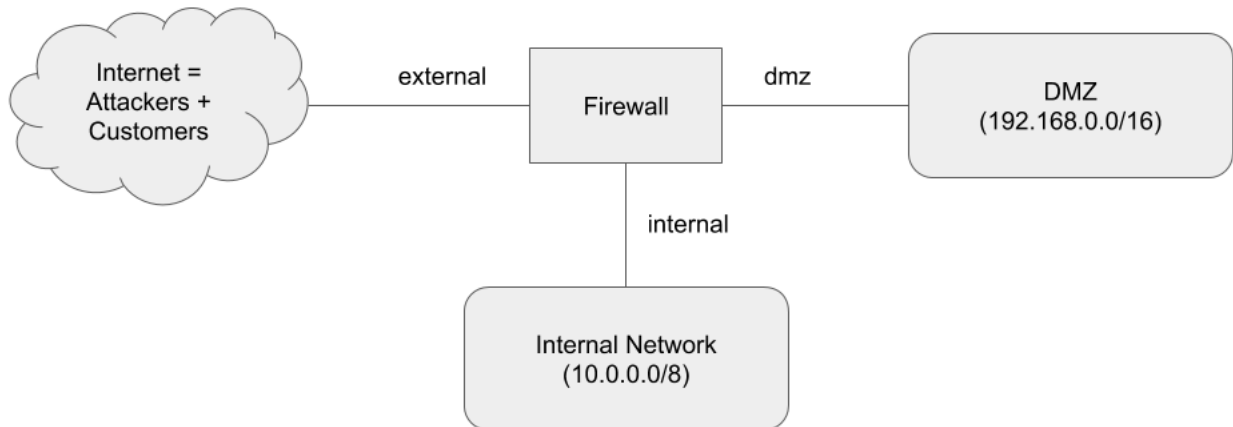 Internet =
Attackers +
Customers
external
Firewall
dmz
DMZ
(192.168.0.0/16)
internal
Internal Network
(10.0.0.0/8)